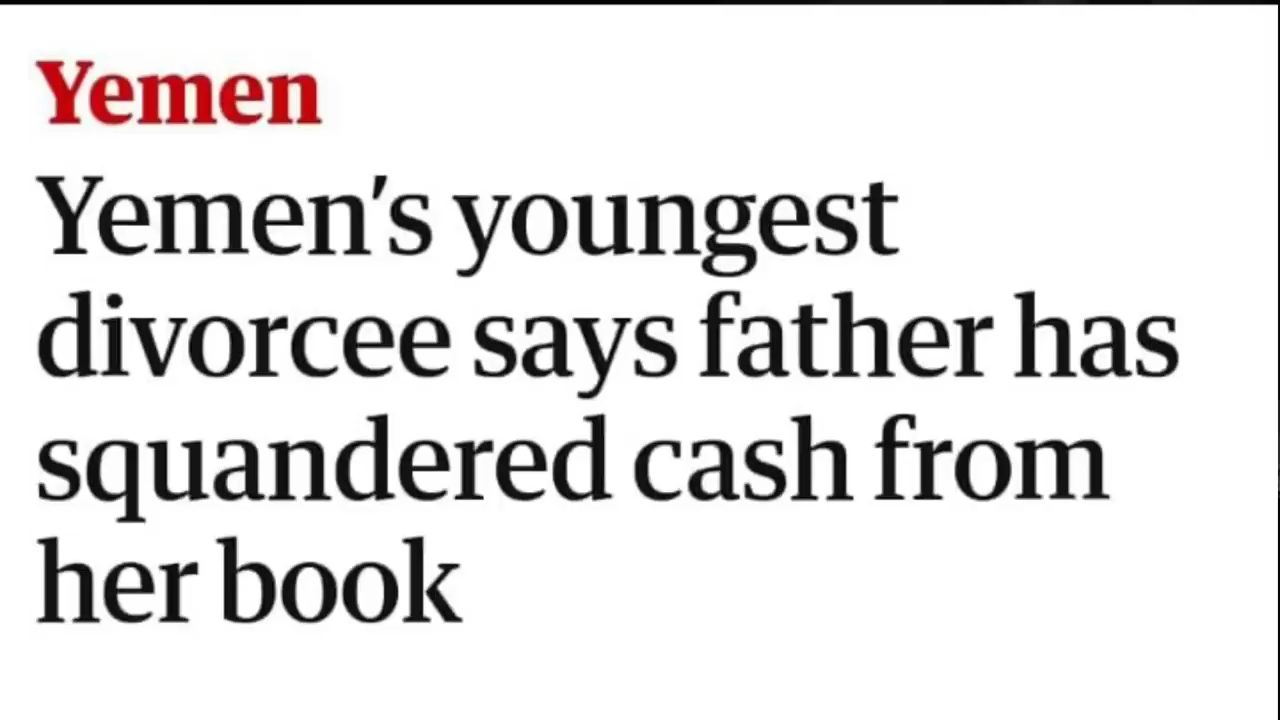 Yemen
Yemen's youngest
divorcee says father has
squandered cash from
her book